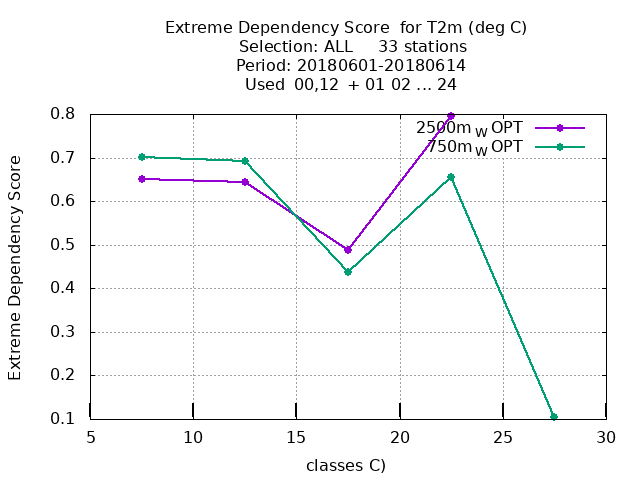 Extreme Dependency Score  for T2m (deg C)
Selection: ALL     33 stations
Period: 20180601-20180614
Used  00,12  + 01 02 ... 24
2500m W OPT
750m W OPT
0.8
0.7
0.6
0.5
0.4
0.3
0.2
0.1
Extreme Dependency Score
5 10 15 20 25 30
classes C)